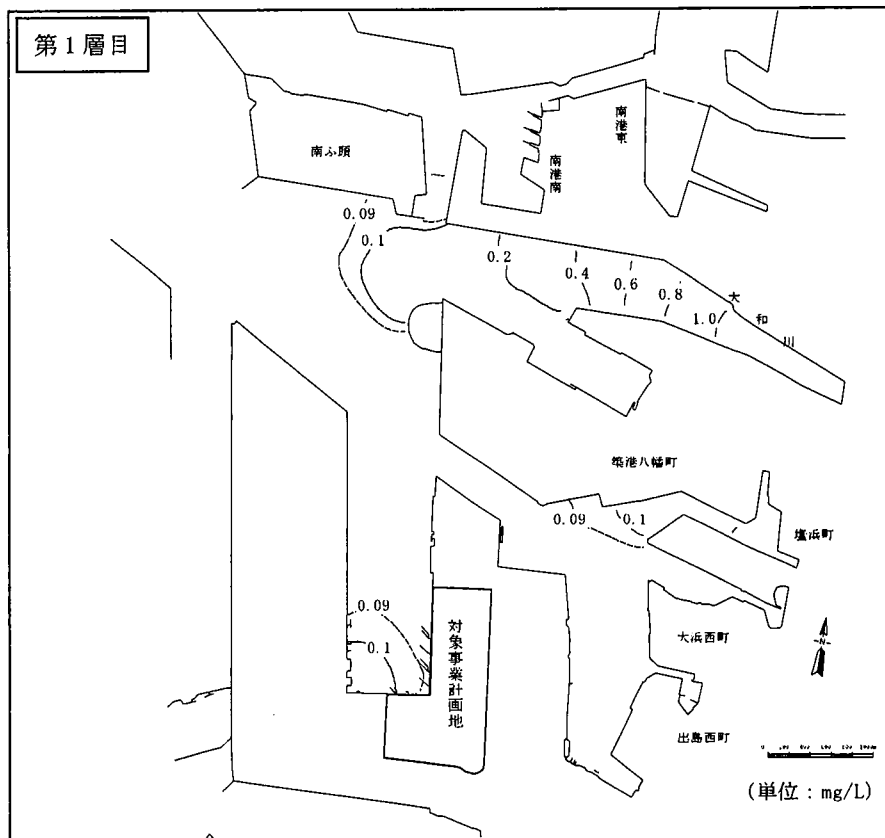 第1層目
南ふ頭
南港南
南港東
0.09
0.1
0.2
0.4
0.6
0.8
1.0
大和川
築港八幡町
0.09
0.1
塩浜町
0.09
0.1
対象事業計画地
大浜西町
出島西町
N
(単位：mg/L)